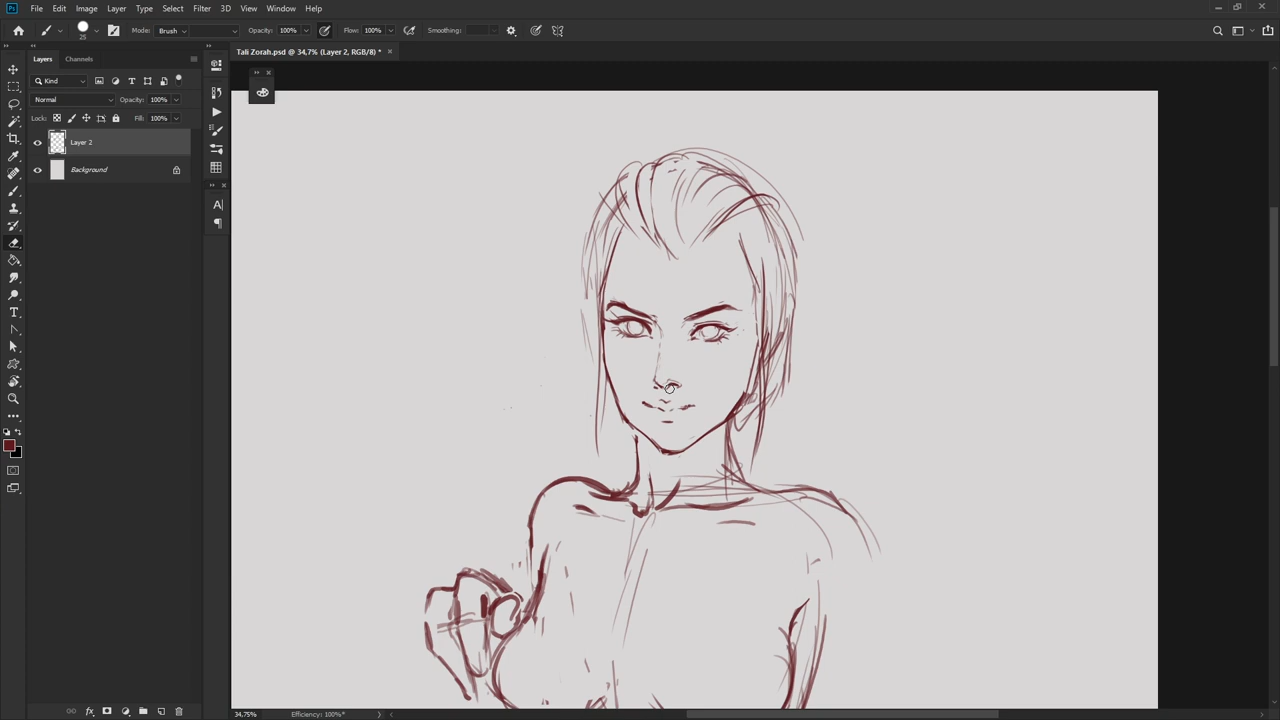 Ps File Edit Image Layer Type Select Filter 3D View Window Help
25 Mode: Brush Opacity: 100% Flow: 100% Smoothing:
Tali Zorah.psd @ 34,7% (Layer 2, RGB/8) *
Layers Channels
Kind
Normal Opacity: 100%
Lock: Fill: 100%
Layer 2
Background
34,75% Efficiency: 100%*